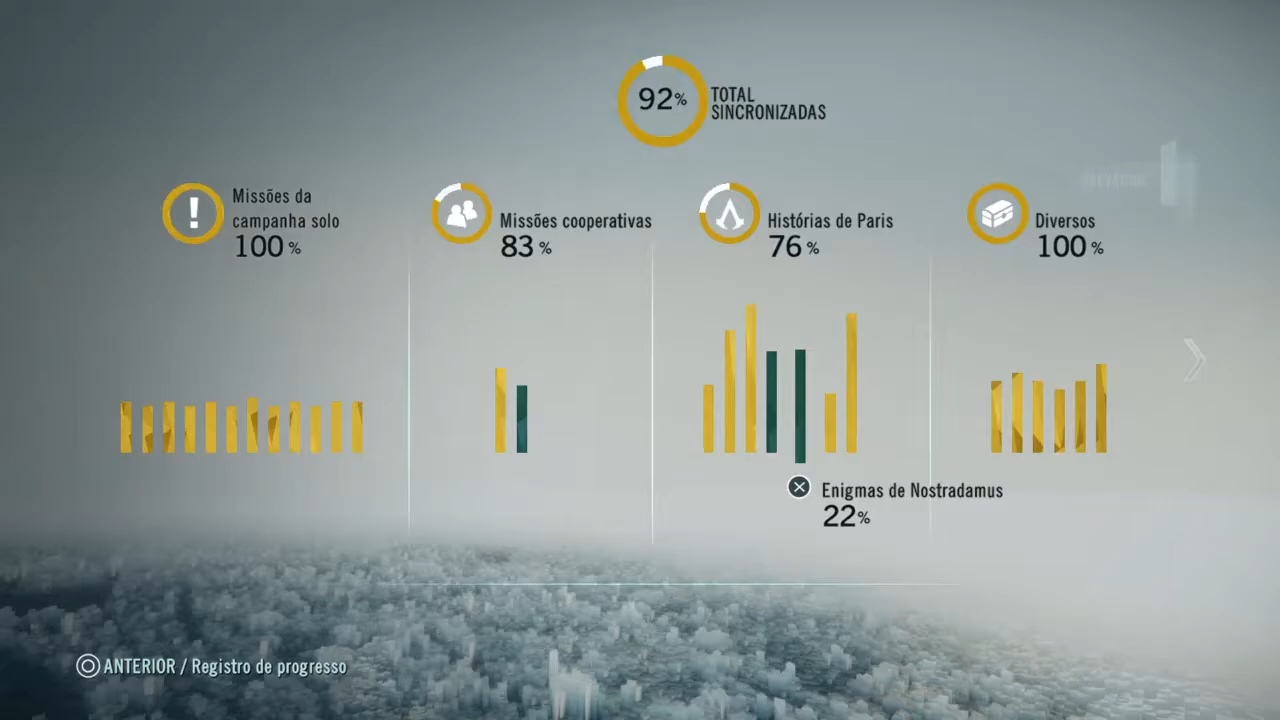 92%
TOTAL
SINCRONIZADAS
Missões da
campanha solo
100 %
Missões cooperativas
83 %
Histórias de Paris
76 %
Diversos
100 %
Enigmas de Nostradamus
22%
ANTERIOR / Registro de progresso